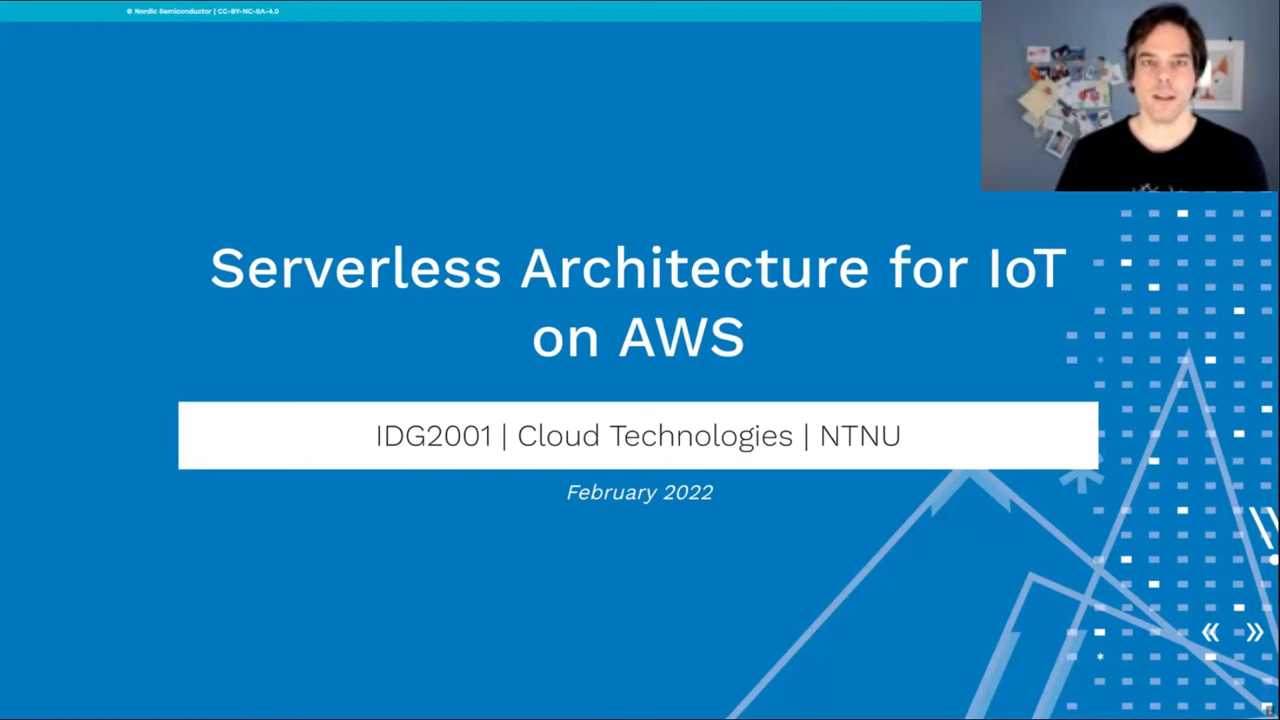 © Nordic Semiconductor | CC-BY-NC-SA-4.0
Serverless Architecture for IoT
on AWS
IDG2001 | Cloud Technologies | NTNU
February 2022